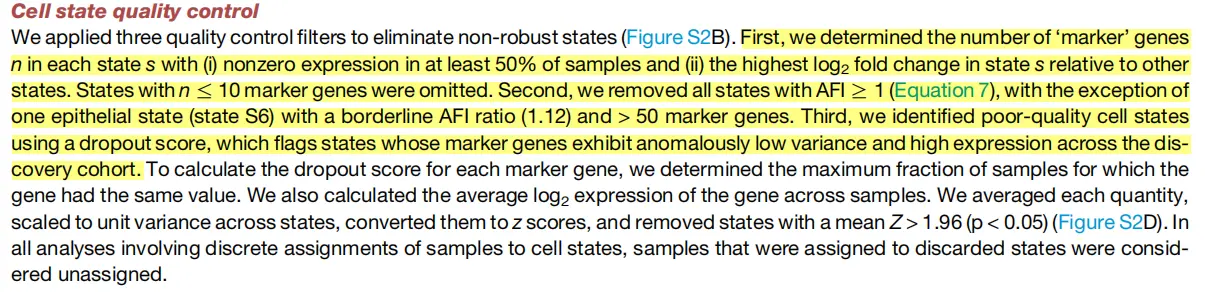 Cell state quality control
We applied three quality control filters to eliminate non-robust states (Figure S2B). First, we determined the number of ‘marker’ genes
n in each state s with (i) nonzero expression in at least 50% of samples and (ii) the highest log2 fold change in state s relative to other
states. States with n ≤ 10 marker genes were omitted. Second, we removed all states with AFI ≥ 1 (Equation 7), with the exception of
one epithelial state (state S6) with a borderline AFI ratio (1.12) and > 50 marker genes. Third, we identified poor-quality cell states
using a dropout score, which flags states whose marker genes exhibit anomalously low variance and high expression across the dis-
covery cohort. To calculate the dropout score for each marker gene, we determined the maximum fraction of samples for which the
gene had the same value. We also calculated the average log2 expression of the gene across samples. We averaged each quantity,
scaled to unit variance across states, converted them to z scores, and removed states with a mean Z > 1.96 (p < 0.05) (Figure S2D). In
all analyses involving discrete assignments of samples to cell states, samples that were assigned to discarded states were consid-
ered unassigned.